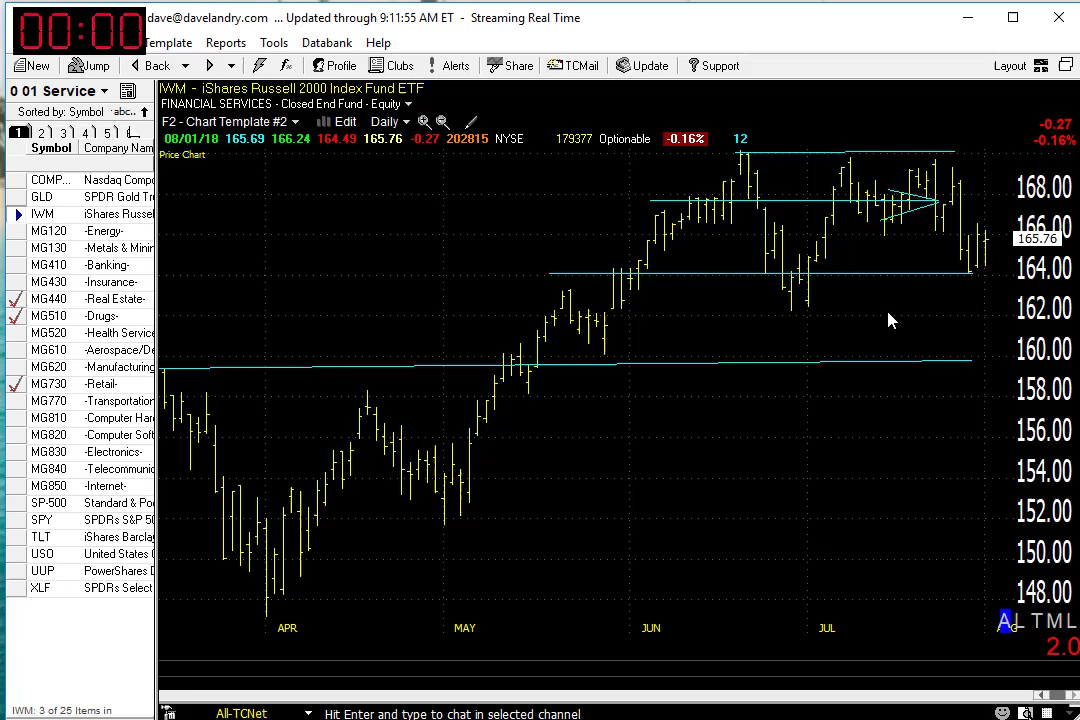 00:00
dave@davelandry.com ... Updated through 9:11:55 AM ET - Streaming Real Time
Template Reports Tools Databank Help
New Jump Back Profile Clubs Alerts Share TCMail Update Support Layout
0 01 Service
Sorted by: Symbol abc..
1 2 3 4 5
Symbol Company Nam
COMP... Nasdaq Compo
GLD SPDR Gold Tr
IWM iShares Russel
MG120 -Energy-
MG130 -Metals & Minin
MG410 -Banking-
MG430 -Insurance-
MG440 -Real Estate-
MG510 -Drugs-
MG520 -Health Service
MG610 -Aerospace/De
MG620 -Manufacturing
MG730 -Retail-
MG770 -Transportation
MG810 -Computer Har
MG820 -Computer Soft
MG830 -Electronics-
MG840 -Telecommunic
MG850 -Internet-
SP-500 Standard & Po
SPY SPDRs S&P 50
TLT iShares Barclay
USO United States O
UUP PowerShares D
XLF SPDRs Select
IWM: 3 of 25 Items in
IWM - iShares Russell 2000 Index Fund ETF
FINANCIAL SERVICES - Closed End Fund - Equity
F2 - Chart Template #2 Edit Daily
08/01/18 165.69 166.24 164.49 165.76 -0.27 202815 NYSE 179377 Optionable -0.16% 12
-0.27
-0.16%
Price Chart
168.00
166.00
165.76
164.00
162.00
160.00
158.00
156.00
154.00
152.00
150.00
148.00
APR MAY JUN JUL
A L T M L
2.0
All-TCNet Hit Enter and type to chat in selected channel